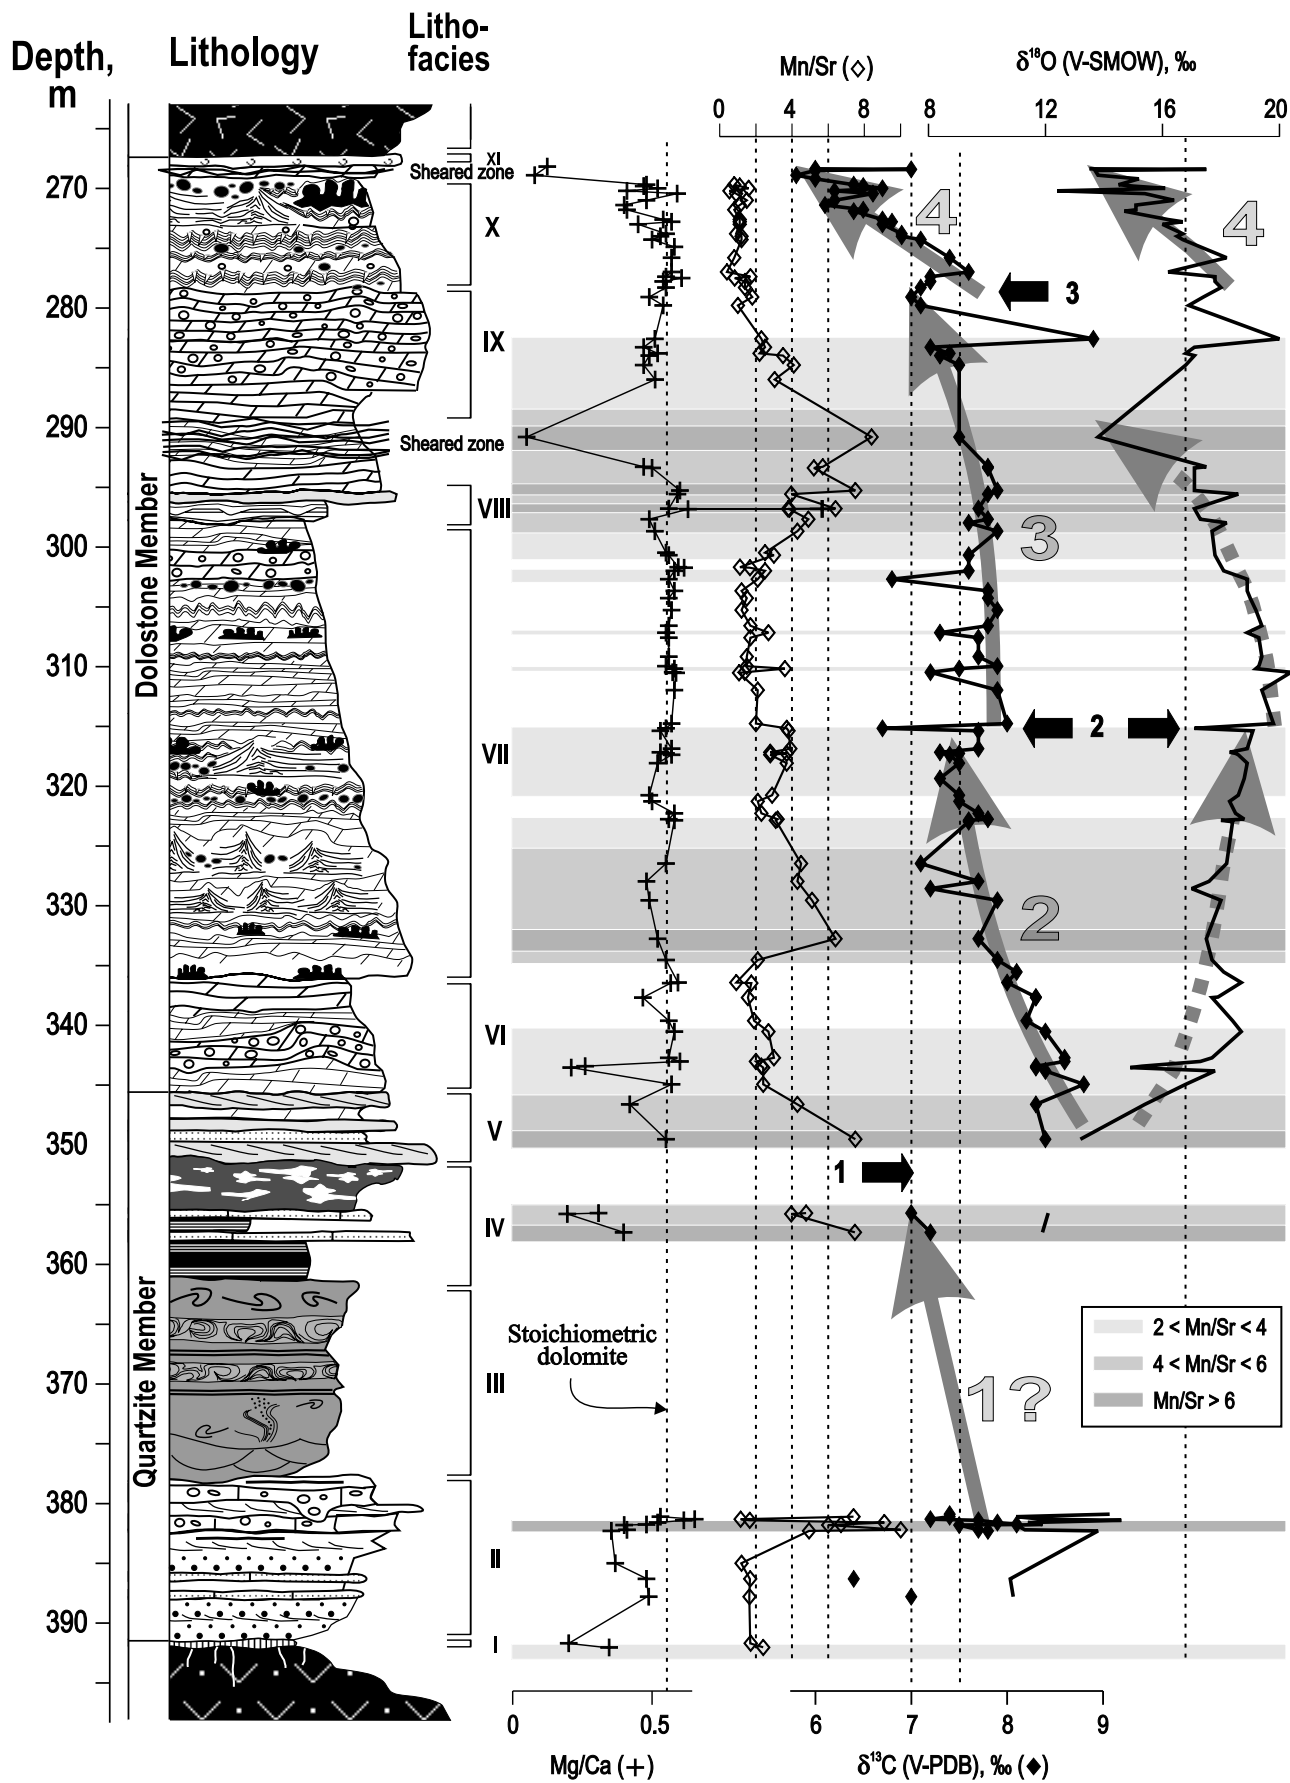 Depth,
m
Lithology
Litho-
facies
Mn/Sr (◇)
δ¹⁸O (V-SMOW), ‰
0 4 8
8 12 16 20
XI
Sheared zone
270
X
4
4
3
280
IX
290
Sheared zone
VIII
300
3
310
Dolostone Member
2
VII
320
330
2
340
VI
350
V
1
IV
360
2 < Mn/Sr < 4
4 < Mn/Sr < 6
Mn/Sr > 6
Stoichiometric
dolomite
370
III
1?
Quartzite Member
380
II
390
I
0 0.5
6 7 8 9
Mg/Ca (+)
δ¹³C (V-PDB), ‰ (◆)